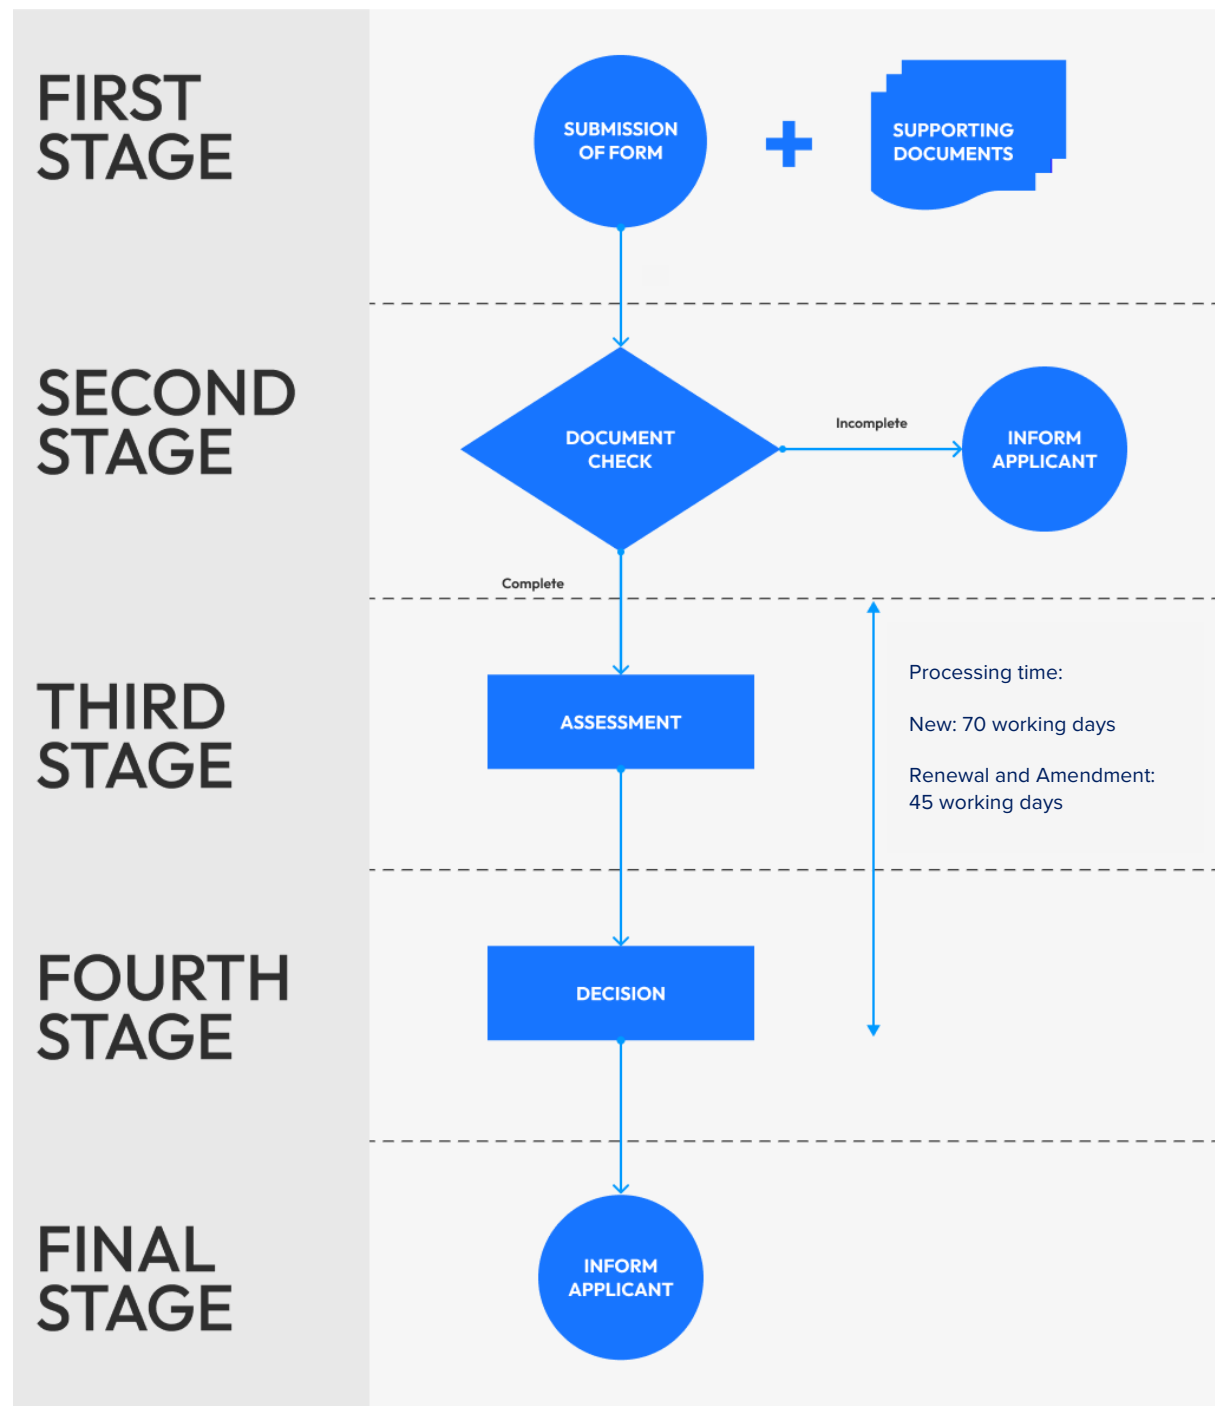 FIRST
STAGE
SUBMISSION
OF FORM
SUPPORTING
DOCUMENTS
SECOND
STAGE
DOCUMENT
CHECK
Incomplete
INFORM
APPLICANT
Complete
THIRD
STAGE
ASSESSMENT
Processing time:
New: 70 working days
Renewal and Amendment:
45 working days
FOURTH
STAGE
DECISION
FINAL
STAGE
INFORM
APPLICANT